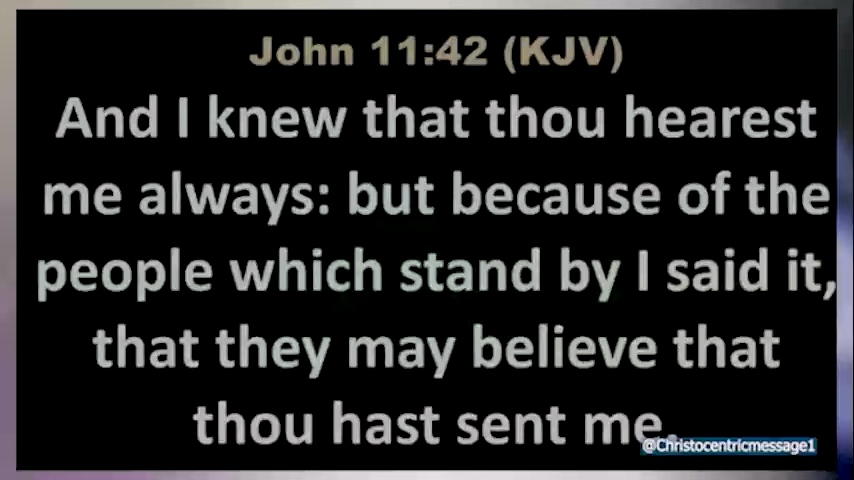 John 11:42 (KJV)
And I knew that thou hearest
me always: but because of the
people which stand by I said it,
that they may believe that
thou hast sent me.
@Christocentricmessage1